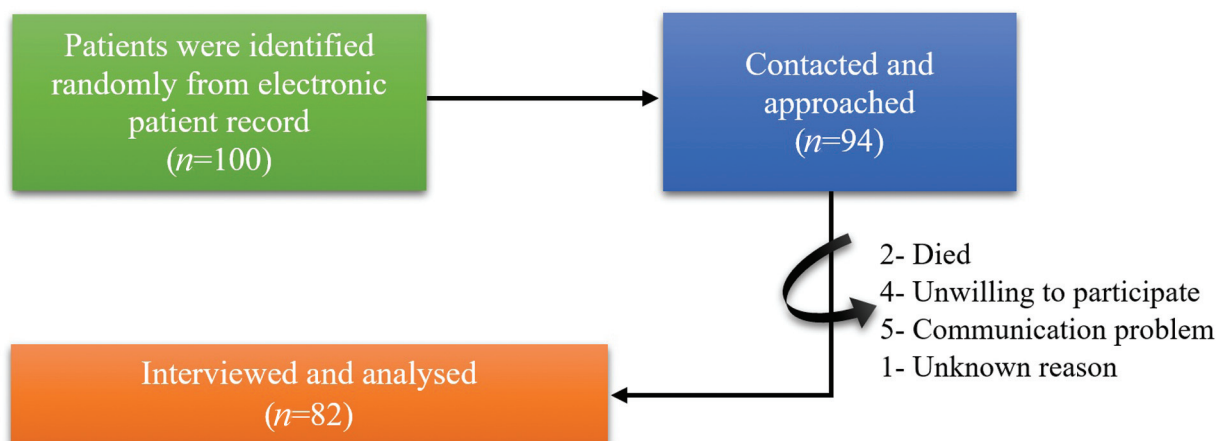 Patients were identified
randomly from electronic
patient record
(n=100)
Contacted and
approached
(n=94)
2- Died
4- Unwilling to participate
5- Communication problem
1- Unknown reason
Interviewed and analysed
(n=82)